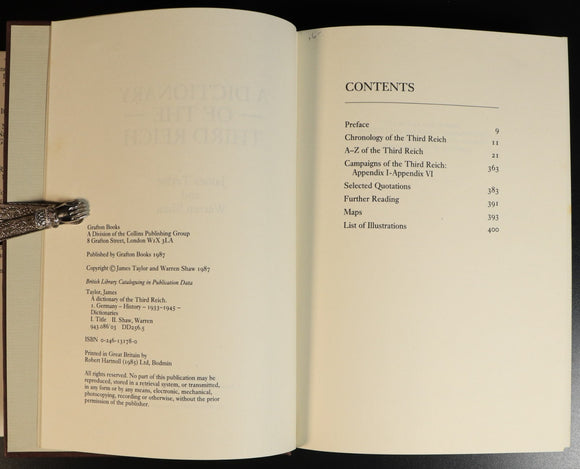 Grafton Books
A Division of the Collins Publishing Group
8 Grafton Street, London W1X 3LA
Published by Grafton Books 1987
Copyright © James Taylor and Warren Shaw 1987
British Library Cataloguing in Publication Data
Taylor, James
A dictionary of the Third Reich.
1. Germany – History – 1933–1945 –
Dictionaries
I. Title II. Shaw, Warren
943.086'03 DD256.5
ISBN 0-246-13176-0
Printed in Great Britain by
Robert Hartnoll (1985) Ltd, Bodmin
All rights reserved. No part of this publication may be
reproduced, stored in a retrieval system, or transmitted,
in any form or by any means, electronic, mechanical,
photocopying, recording or otherwise, without the prior
permission of the publisher.
CONTENTS
Preface 9
Chronology of the Third Reich 11
A–Z of the Third Reich 21
Campaigns of the Third Reich: 363
Appendix I-Appendix VI
Selected Quotations 383
Further Reading 391
Maps 393
List of Illustrations 400